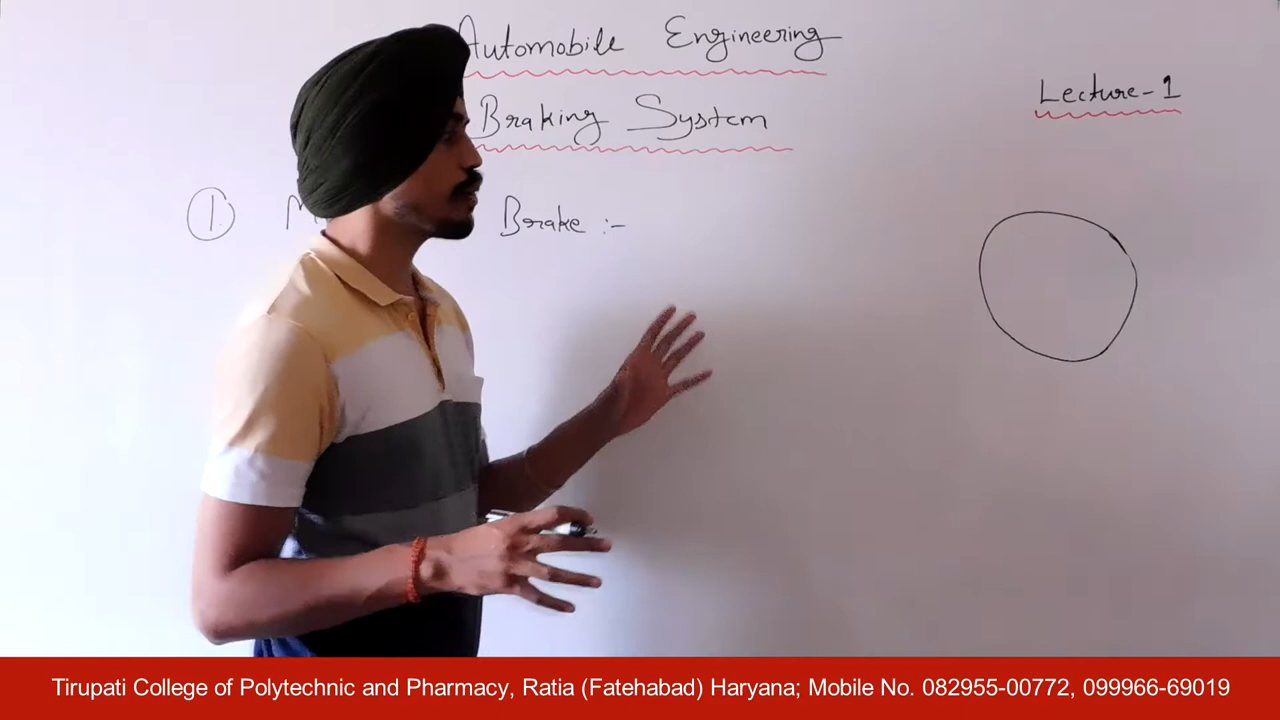 Automobile Engineering
Braking System
Lecture-1
1. Brake :-
Tirupati College of Polytechnic and Pharmacy, Ratia (Fatehabad) Haryana; Mobile No. 082955-00772, 099966-69019